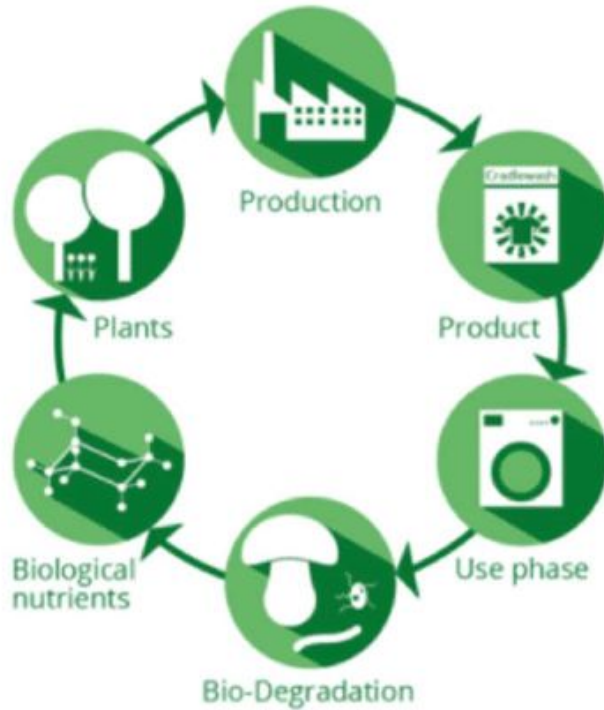 Production
Cradlewash
Product
Use phase
Bio-Degradation
Biological
nutrients
Plants